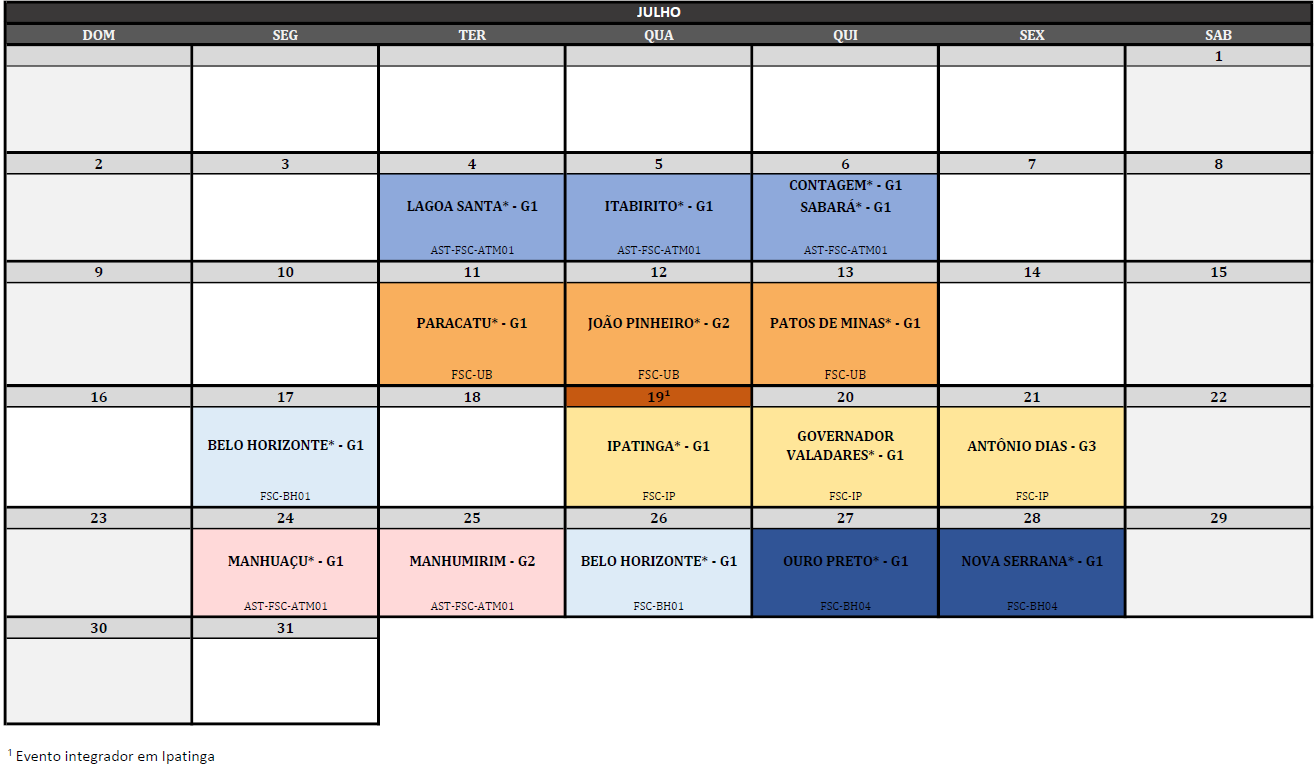 JULHO
DOM SEG TER QUA QUI SEX SAB
1
2 3 4 5 6 7 8
LAGOA SANTA* - G1
AST-FSC-ATM01
ITABIRITO* - G1
AST-FSC-ATM01
CONTAGEM* - G1
SABARÁ* - G1
AST-FSC-ATM01
9 10 11 12 13 14 15
PARACATU* - G1
FSC-UB
JOÃO PINHEIRO* - G2
FSC-UB
PATOS DE MINAS* - G1
FSC-UB
16 17 18 19¹ 20 21 22
BELO HORIZONTE* - G1
FSC-BH01
IPATINGA* - G1
FSC-IP
GOVERNADOR
VALADARES* - G1
FSC-IP
ANTÔNIO DIAS - G3
FSC-IP
23 24 25 26 27 28 29
MANHUAÇU* - G1
AST-FSC-ATM01
MANHUMIRIM - G2
AST-FSC-ATM01
BELO HORIZONTE* - G1
FSC-BH01
OURO PRETO* - G1
FSC-BH04
NOVA SERRANA* - G1
FSC-BH04
30 31
¹ Evento integrador em Ipatinga